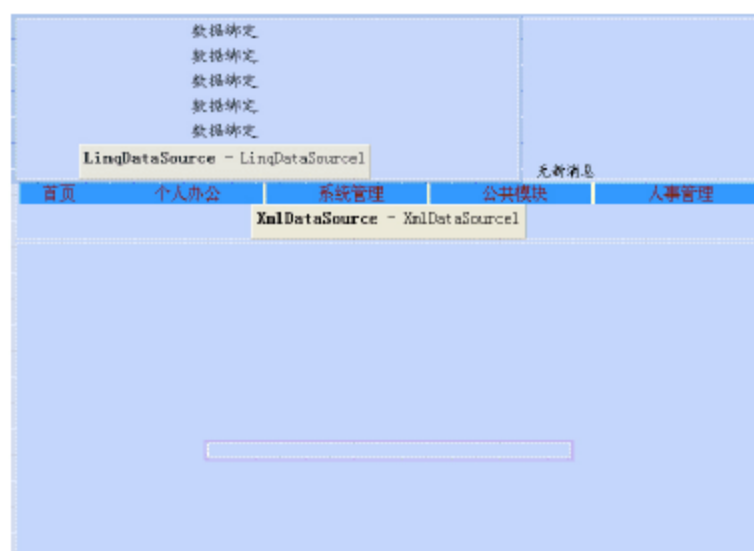 数据绑定
数据绑定
数据绑定
数据绑定
数据绑定
LinqDataSource - LinqDataSource1
无新消息
首页 个人办公 系统管理 公共模块 人事管理
XmlDataSource - XmlDataSource1